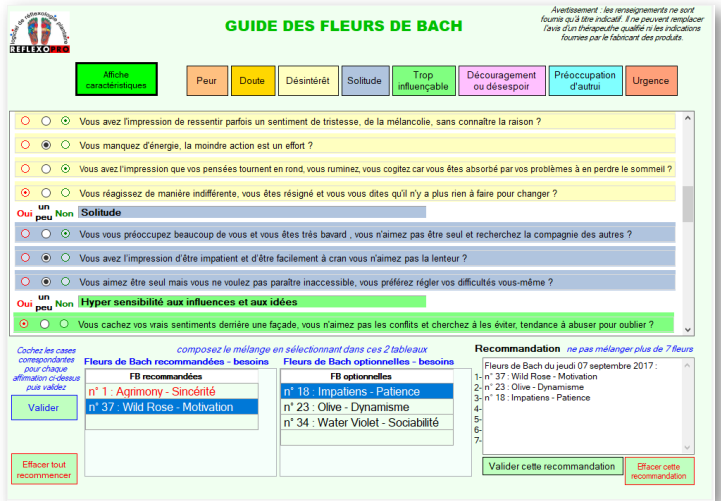 logiciel de réflexologie plantaire
REFLEXOPRO
GUIDE DES FLEURS DE BACH
Avertissement : les renseignements ne sont
fournis qu'à titre indicatif. Il ne peuvent remplacer
l'avis d'un thérapeuthe qualifié ni les indications
fournies par le fabricant des produits.
Affiche
caractéristiques
Peur
Doute
Désintérêt
Solitude
Trop
influençable
Découragement
ou désespoir
Préoccupation
d'autrui
Urgence
Vous avez l'impression de ressentir parfois un sentiment de tristesse, de la mélancolie, sans connaître la raison ?
Vous manquez d'énergie, la moindre action est un effort ?
Vous avez l'impression que vos pensées tournent en rond, vous ruminez, vous cogitez car vous êtes absorbé par vos problèmes à en perdre le sommeil ?
Vous réagissez de manière indifférente, vous êtes résigné et vous vous dites qu'il n'y a plus rien à faire pour changer ?
Oui un peu Non Solitude
Vous vous préoccupez beaucoup de vous et vous êtes très bavard , vous n'aimez pas être seul et recherchez la compagnie des autres ?
Vous avez l'impression d'être impatient et d'être facilement à cran vous n'aimez pas la lenteur ?
Vous aimez être seul mais vous ne voulez pas paraître inaccessible, vous préférez régler vos difficultés vous-même ?
Oui un peu Non Hyper sensibilité aux influences et aux idées
Vous cachez vos vrais sentiments derrière une façade, vous n'aimez pas les conflits et cherchez à les éviter, tendance à abuser pour oublier ?
Cochez les cases
correspondantes
pour chaque
affimation ci-dessus
puis validez
Valider
Effacer tout
recommencer
composez le mélange en sélectionnant dans ces 2 tableaux
Fleurs de Bach recommandées - besoins
FB recommandées
n° 1 : Agrimony - Sincérité
n° 37 : Wild Rose - Motivation
Fleurs de Bach optionnelles - besoins
FB optionnelles
n° 18 : Impatiens - Patience
n° 23 : Olive - Dynamisme
n° 34 : Water Violet - Sociabilité
Recommandation ne pas mélanger plus de 7 fleurs
Fleurs de Bach du jeudi 07 septembre 2017 :
1- n° 37 : Wild Rose - Motivation
2- n° 23 : Olive - Dynamisme
3- n° 18 : Impatiens - Patience
4-
5-
6-
7-
Valider cette recommandation
Effacer cette
recommandation